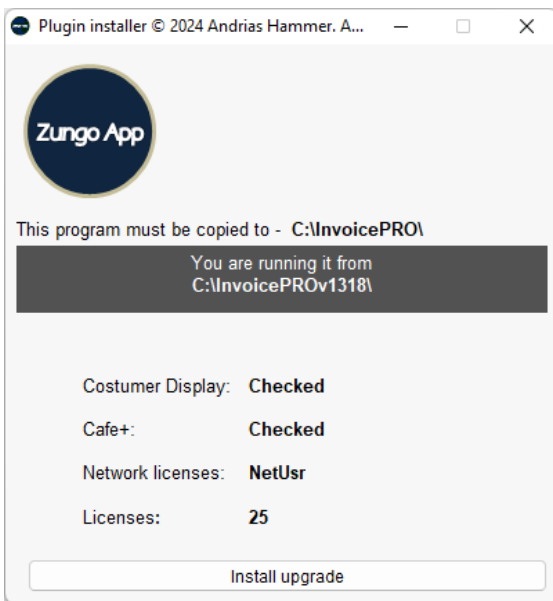 Plugin installer © 2024 Andrias Hammer. A...
Zungo App
This program must be copied to - C:\InvoicePRO\
You are running it from
C:\InvoicePROv1318\
Costumer Display: Checked
Cafe+: Checked
Network licenses: NetUsr
Licenses: 25
Install upgrade